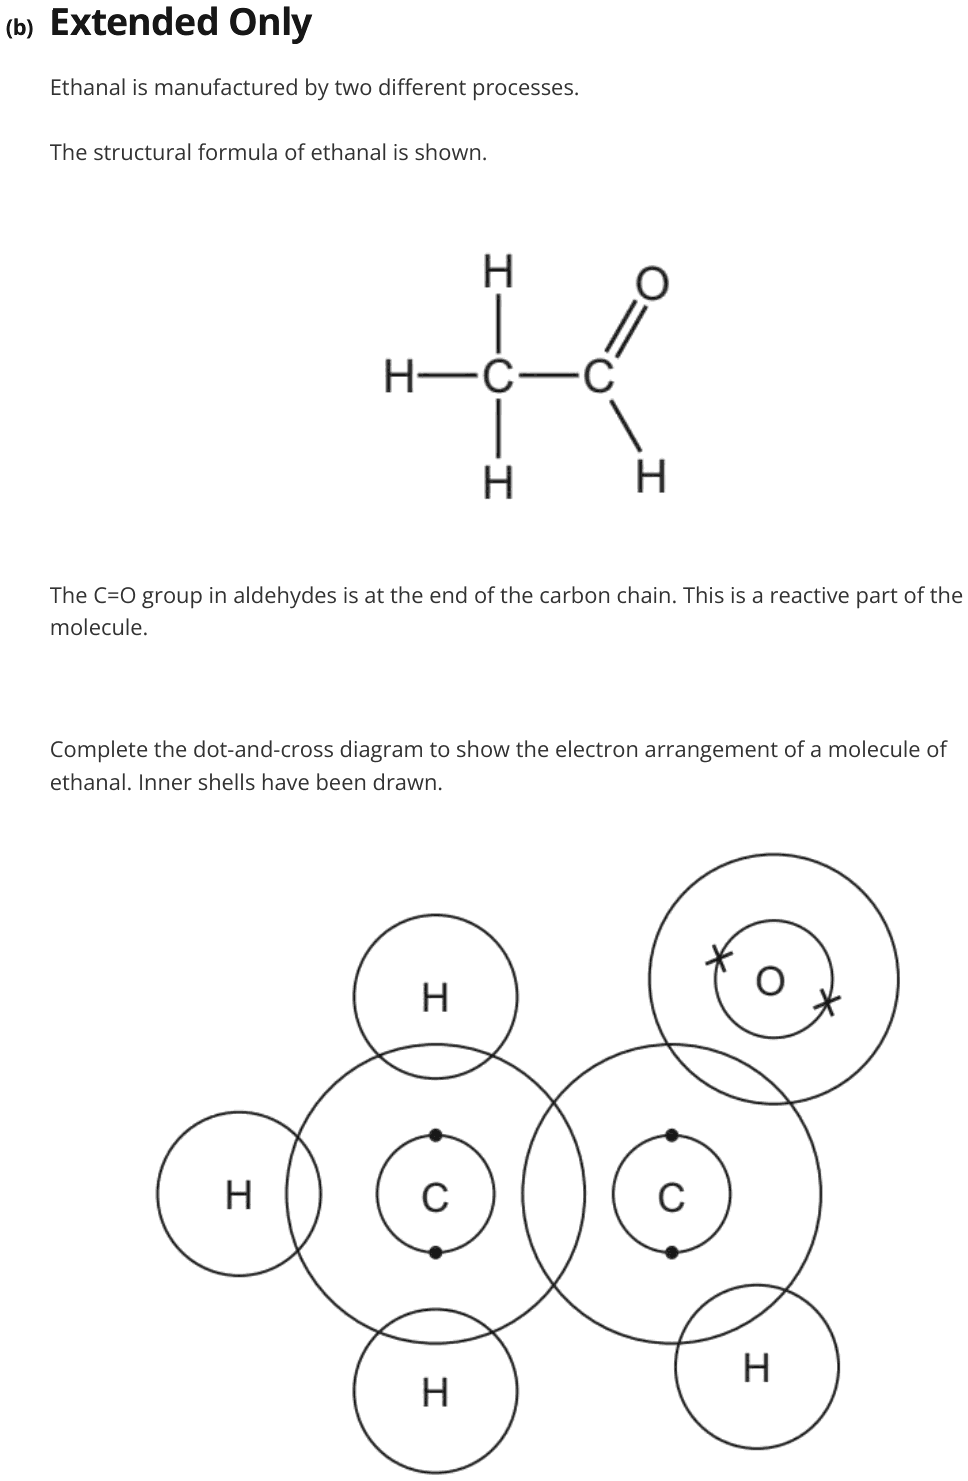 (b) Extended Only
Ethanal is manufactured by two different processes.
The structural formula of ethanal is shown.
H
O
H C C
H H
The C=O group in aldehydes is at the end of the carbon chain. This is a reactive part of the
molecule.
Complete the dot-and-cross diagram to show the electron arrangement of a molecule of
ethanal. Inner shells have been drawn.
O
H
H C C
H
H